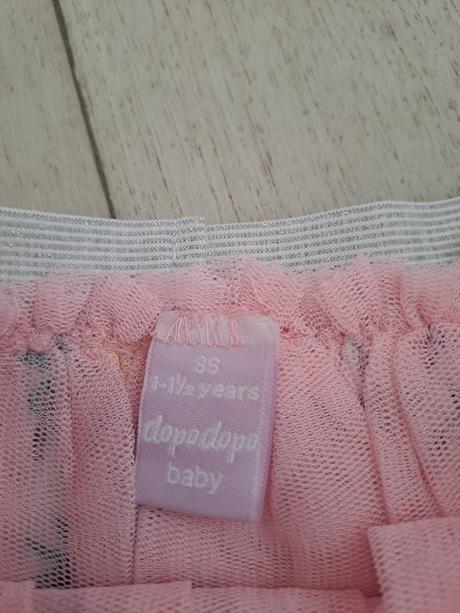 86
1-1½ years
dopodopo
baby